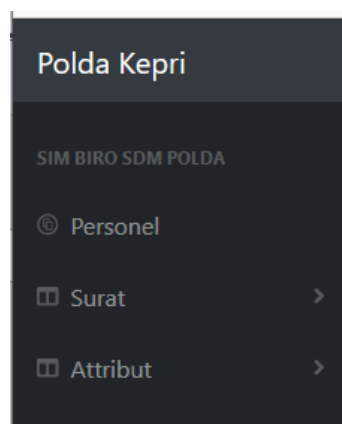 Polda Kepri
SIM BIRO SDM POLDA
Personel
Surat
Attribut